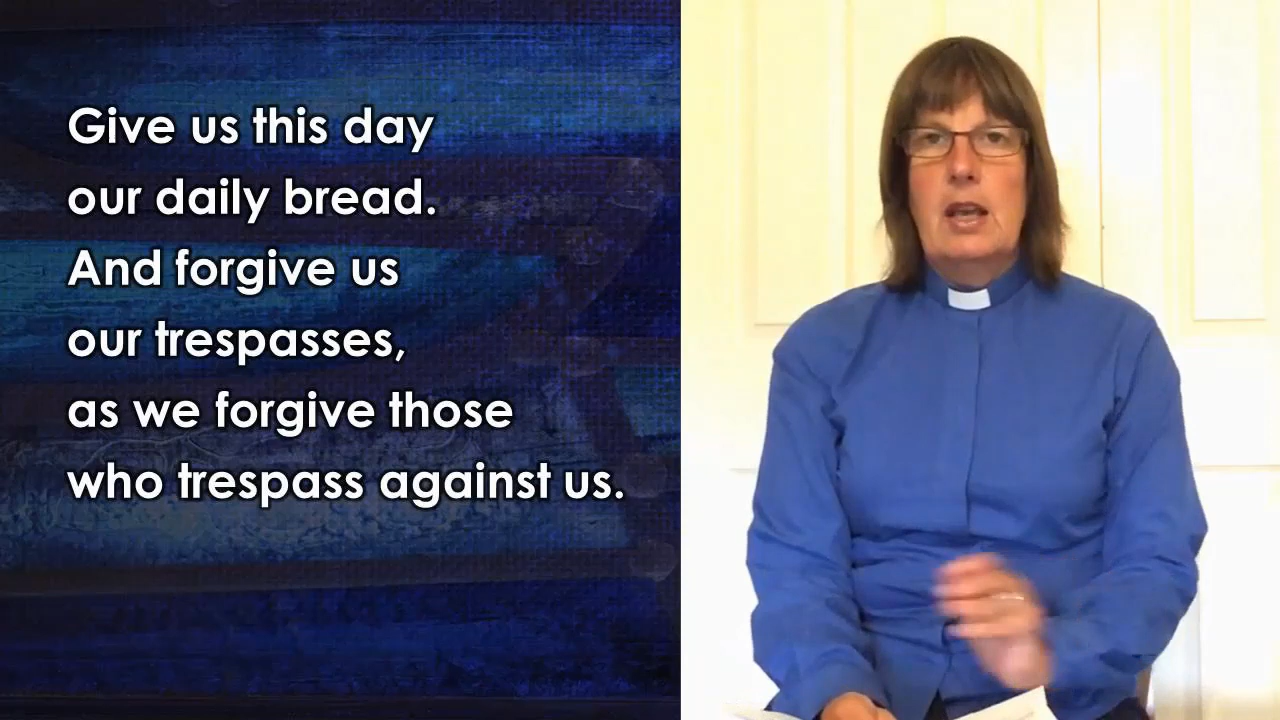 Give us this day
our daily bread.
And forgive us
our trespasses,
as we forgive those
who trespass against us.